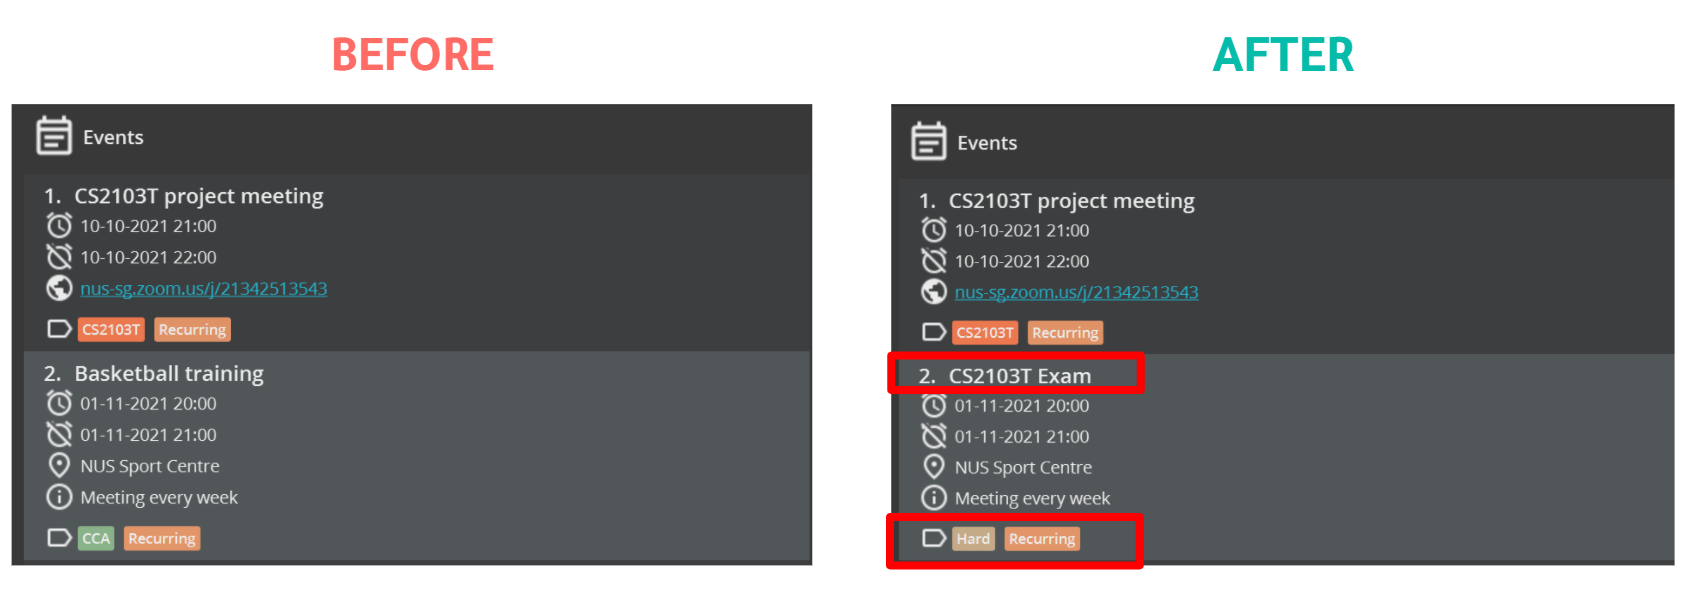 BEFORE
Events
1. CS2103T project meeting
10-10-2021 21:00
10-10-2021 22:00
nus-sg.zoom.us/j/21342513543
CS2103T Recurring
2. Basketball training
01-11-2021 20:00
01-11-2021 21:00
NUS Sport Centre
Meeting every week
CCA Recurring
AFTER
Events
1. CS2103T project meeting
10-10-2021 21:00
10-10-2021 22:00
nus-sg.zoom.us/j/21342513543
CS2103T Recurring
2. CS2103T Exam
01-11-2021 20:00
01-11-2021 21:00
NUS Sport Centre
Meeting every week
Hard Recurring